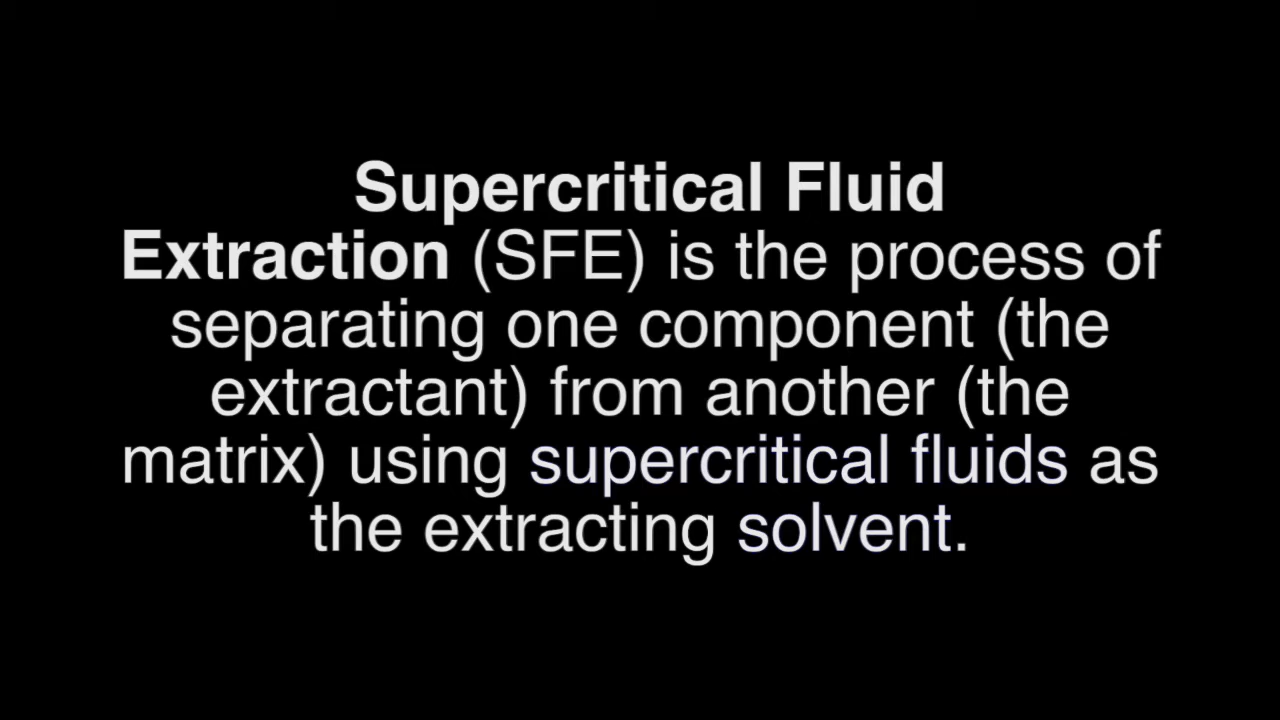 Supercritical Fluid
Extraction (SFE) is the process of
separating one component (the
extractant) from another (the
matrix) using supercritical fluids as
the extracting solvent.